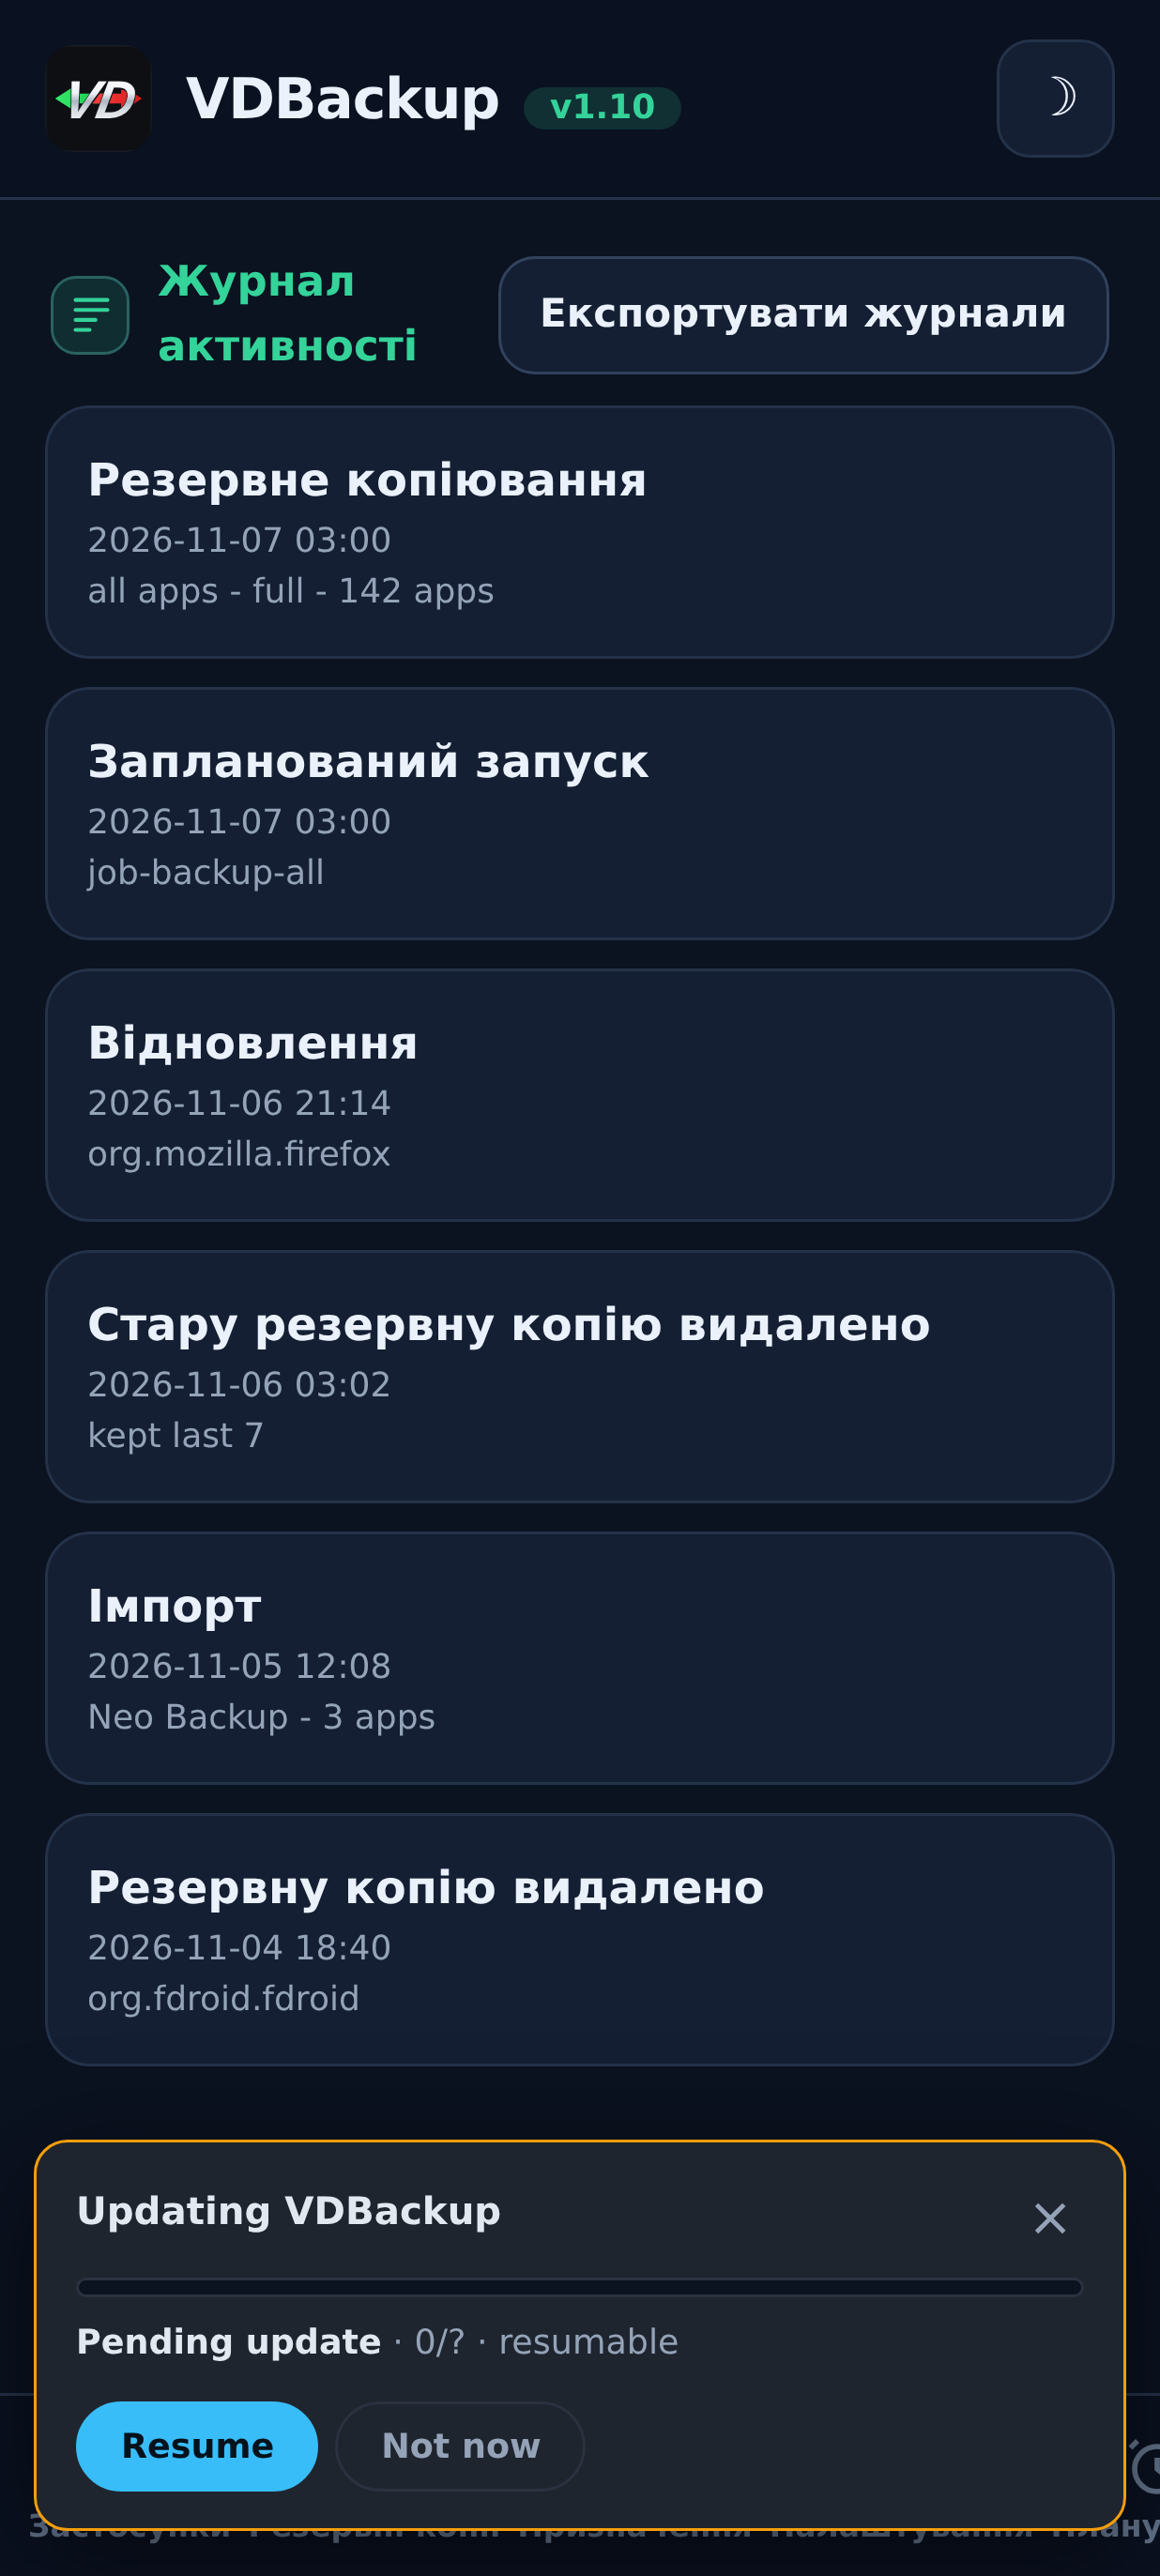 VD
VDBackup v1.10
Журнал
активності
Експортувати журнали
Резервне копіювання
2026-11-07 03:00
all apps - full - 142 apps
Запланований запуск
2026-11-07 03:00
job-backup-all
Відновлення
2026-11-06 21:14
org.mozilla.firefox
Стару резервну копію видалено
2026-11-06 03:02
kept last 7
Імпорт
2026-11-05 12:08
Neo Backup - 3 apps
Резервну копію видалено
2026-11-04 18:40
org.fdroid.fdroid
Updating VDBackup
Pending update · 0/? · resumable
Resume
Not now